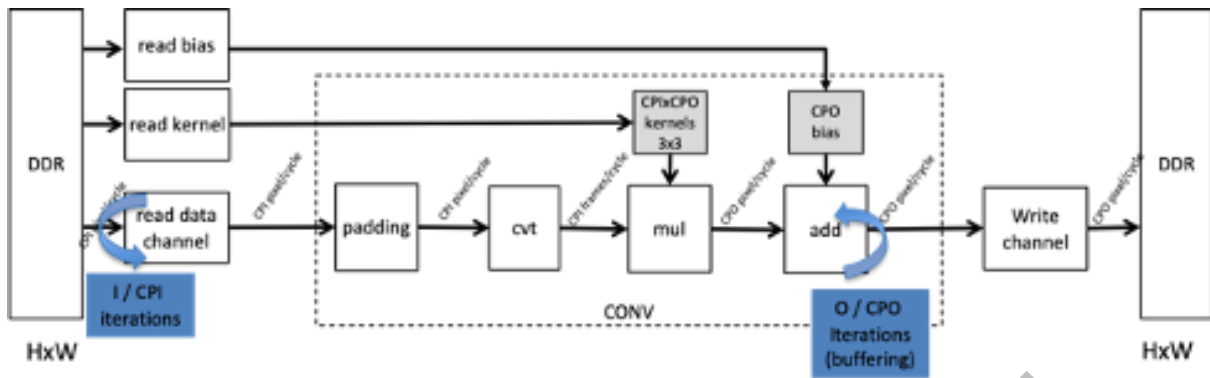 read bias
read kernel
DDR
CPI pixel/cycle
read data
channel
I / CPI
iterations
HxW
CPI pixel/cycle
padding
CPI pixel/cycle
cvt
CPI frames/cycle
CPIxCPO
kernels
3x3
mul
CPO pixel/cycle
CPO
bias
add
CPO pixel/cycle
CONV
O / CPO
Iterations
(buffering)
Write
channel
CPO pixel/cycle
DDR
HxW